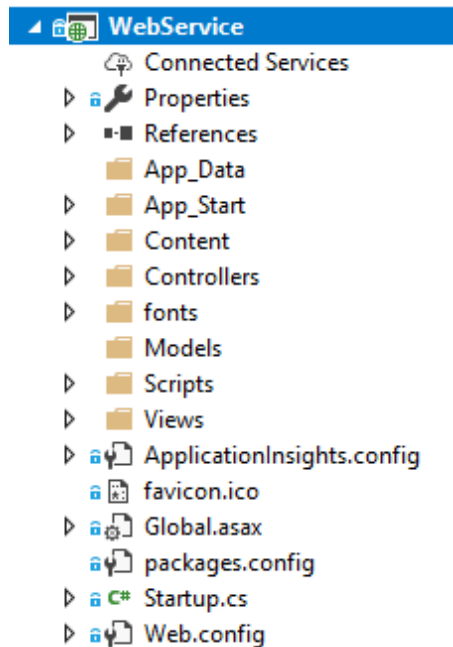 WebService
Connected Services
Properties
References
App_Data
App_Start
Content
Controllers
fonts
Models
Scripts
Views
ApplicationInsights.config
favicon.ico
Global.asax
packages.config
C# Startup.cs
Web.config